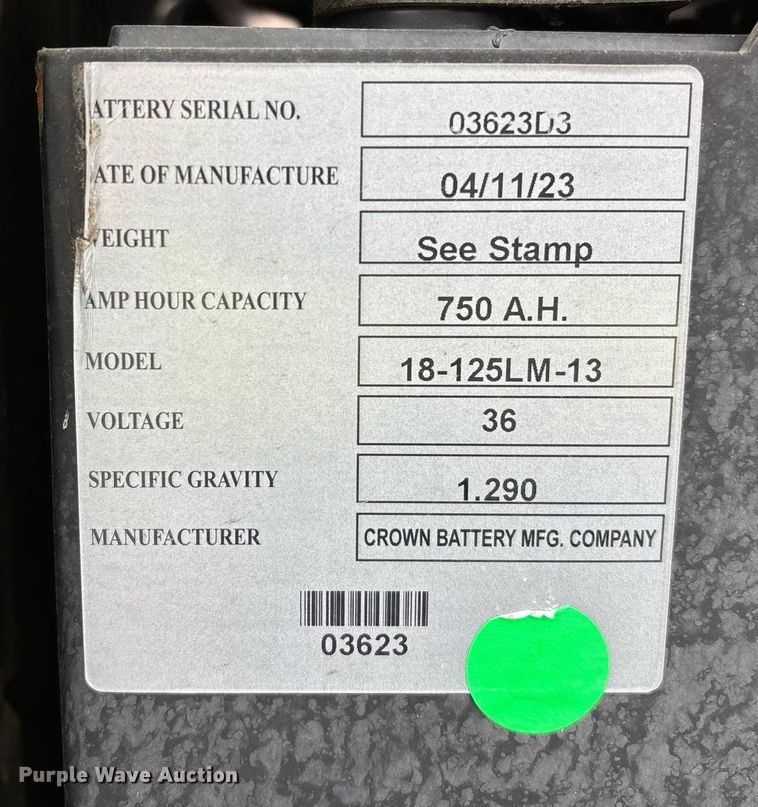 ATTERY SERIAL NO. 03623D3
ATE OF MANUFACTURE 04/11/23
WEIGHT See Stamp
AMP HOUR CAPACITY 750 A.H.
MODEL 18-125LM-13
VOLTAGE 36
SPECIFIC GRAVITY 1.290
MANUFACTURER CROWN BATTERY MFG. COMPANY
03623
Purple Wave Auction